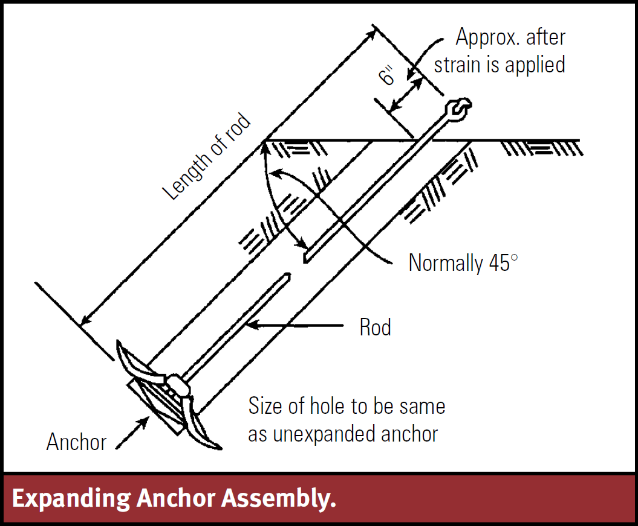 Approx. after
strain is applied
6"
Length of rod
Normally 45°
Rod
Size of hole to be same
as unexpanded anchor
Anchor
Expanding Anchor Assembly.